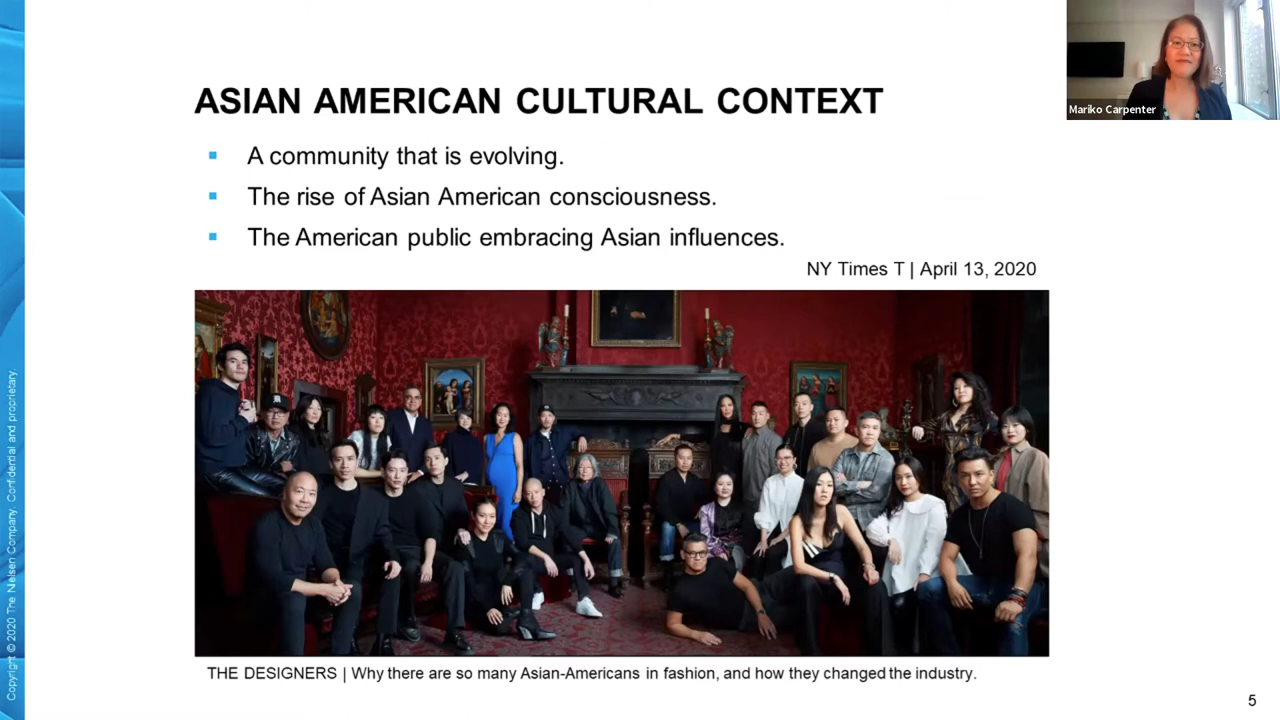 Mariko Carpenter
ASIAN AMERICAN CULTURAL CONTEXT
▪ A community that is evolving.
▪ The rise of Asian American consciousness.
▪ The American public embracing Asian influences.
NY Times T | April 13, 2020
THE DESIGNERS | Why there are so many Asian-Americans in fashion, and how they changed the industry.
Copyright © 2020 The Nielsen Company. Confidential and proprietary.
5